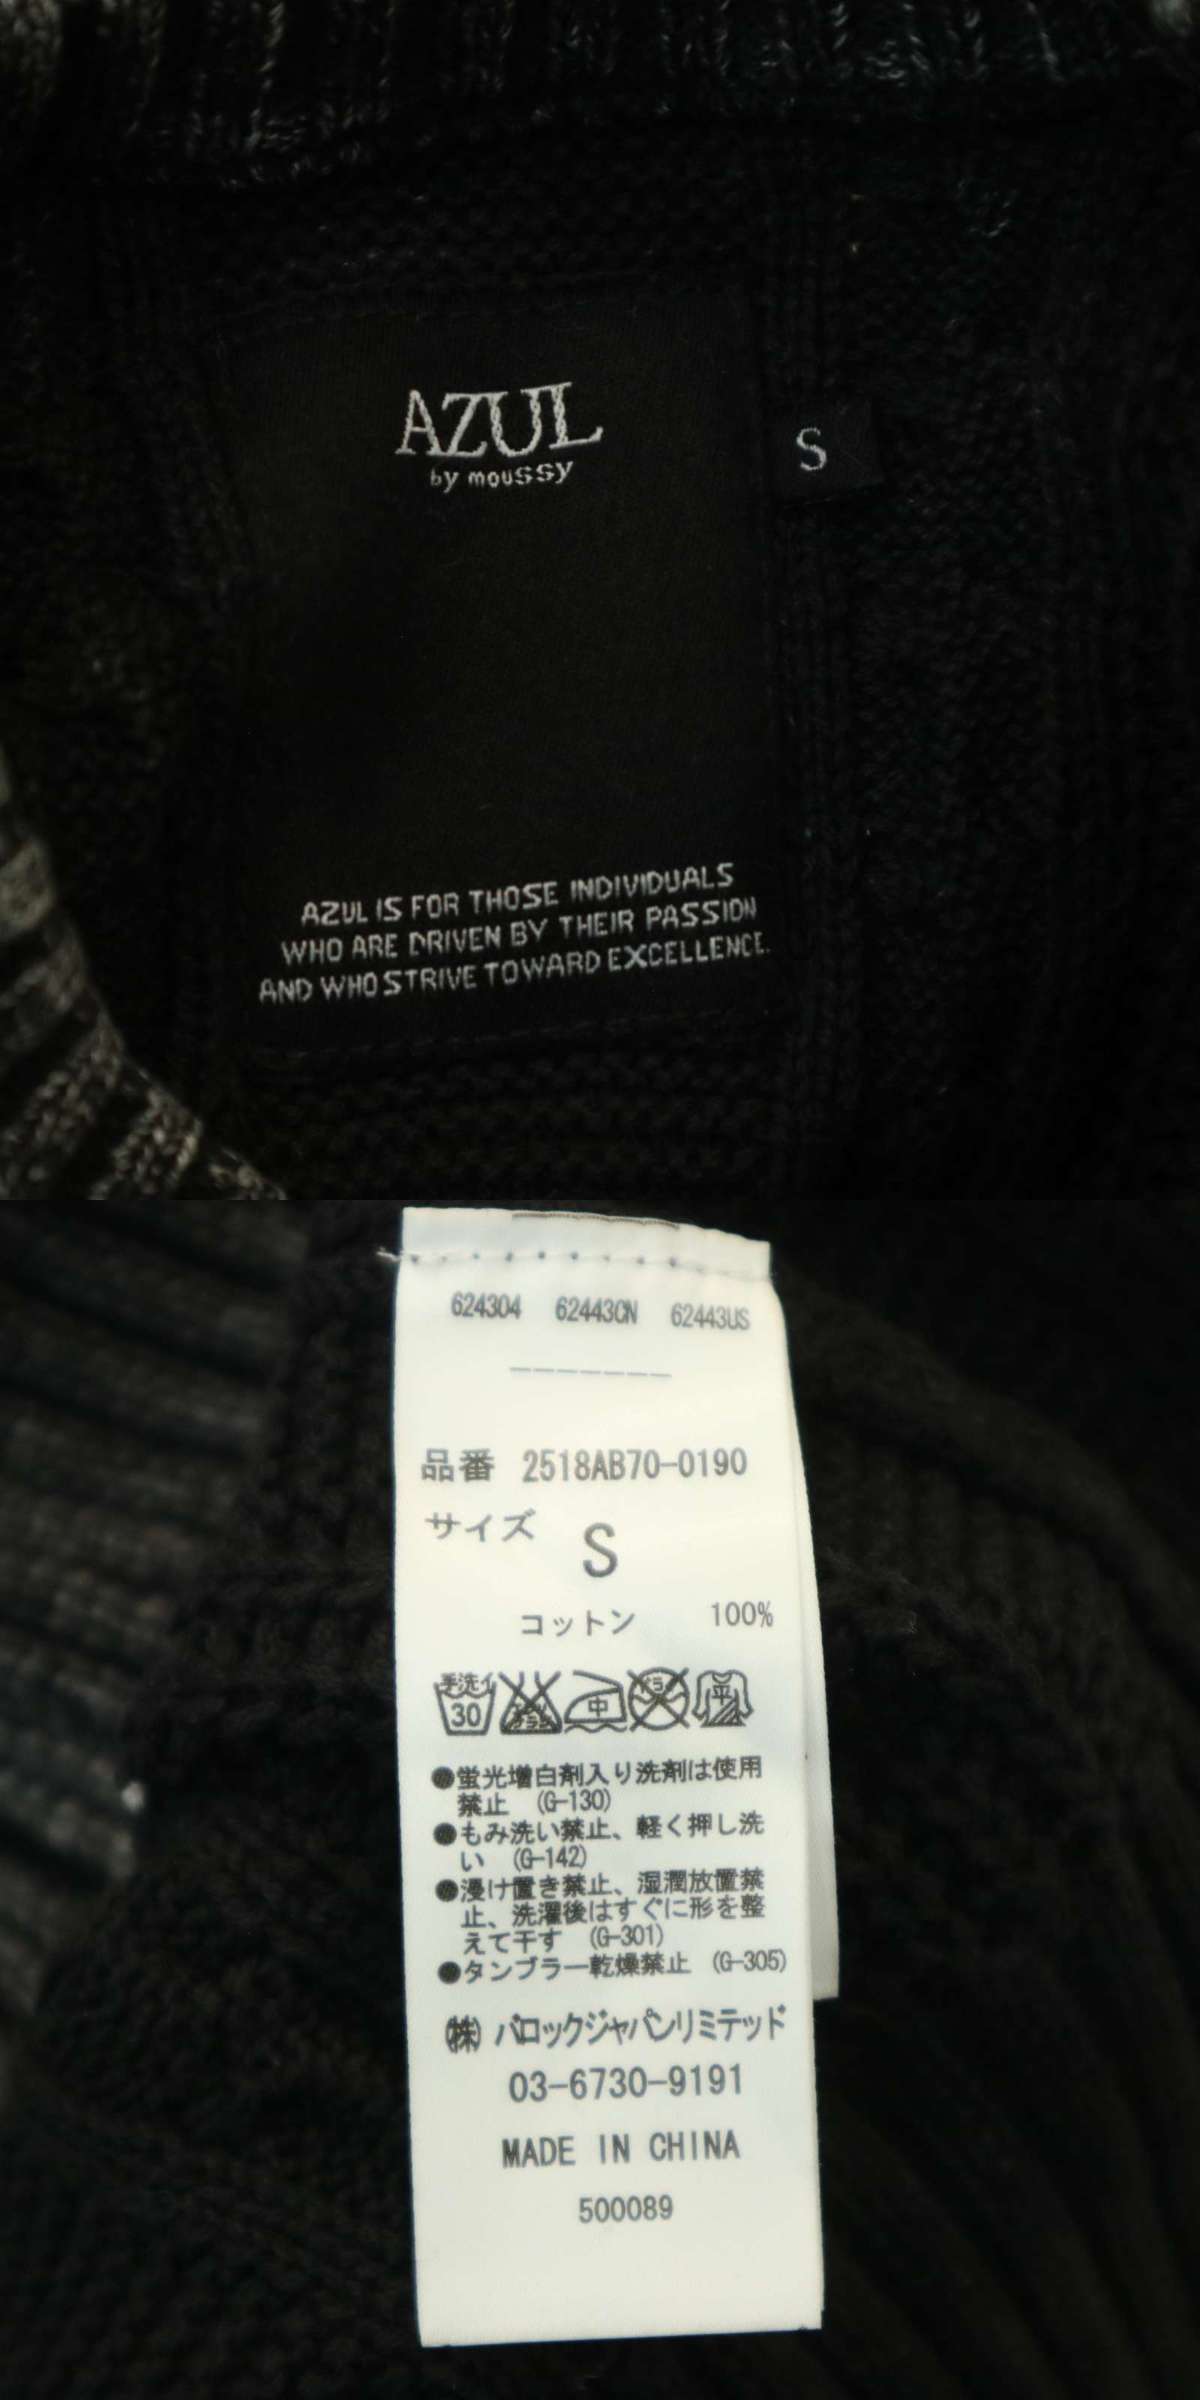 AZUL
by moussy
S
AZUL IS FOR THOSE INDIVIDUALS
WHO ARE DRIVEN BY THEIR PASSION
AND WHO STRIVE TOWARD EXCELLENCE.
624304 62443CN 62443US
-------
品番 2518AB70-0190
サイズ S
コットン 100%
手洗イ 30 中 平
●蛍光増白剤入り洗剤は使用
禁止 (G-130)
●もみ洗い禁止、軽く押し洗
い (G-142)
●浸け置き禁止、湿潤放置禁
止、洗濯後はすぐに形を整
えて干す (G-301)
●タンブラー乾燥禁止 (G-305)
(株) バロックジャパンリミテッド
03-6730-9191
MADE IN CHINA
500089